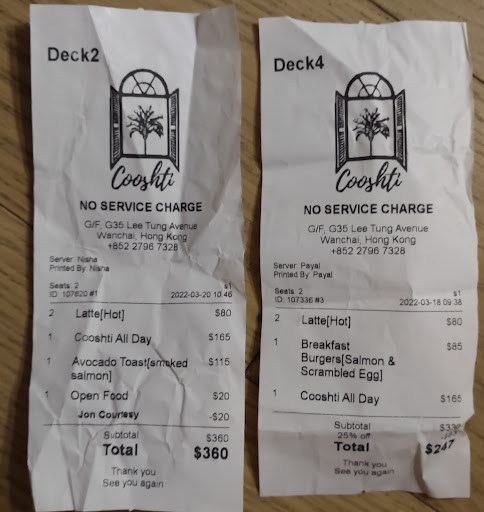 Deck2
Cooshti
NO SERVICE CHARGE
G/F, G35 Lee Tung Avenue
Wanchai, Hong Kong
+852 2796 7328
Server: Nisha
Printed By: Nisha
Seats: 2 $1
ID: 107620 #1 2022-03-20 10:46
2 Latte[Hot] $80
1 Cooshti All Day $165
1 Avocado Toast[smoked $115
salmon]
1 Open Food $20
Jon Courtesy -$20
Subtotal $360
Total $360
Thank you
See you again
Deck4
Cooshti
NO SERVICE CHARGE
G/F, G35 Lee Tung Avenue
Wanchai, Hong Kong
+852 2796 7328
Server: Payal
Printed By: Payal
Seats: 2 $1
ID: 107336 #3 2022-03-18 09:38
2 Latte[Hot] $80
1 Breakfast $85
Burgers[Salmon &
Scrambled Egg]
1 Cooshti All Day $165
Subtotal
25% off
Total $247
Thank you
See you again